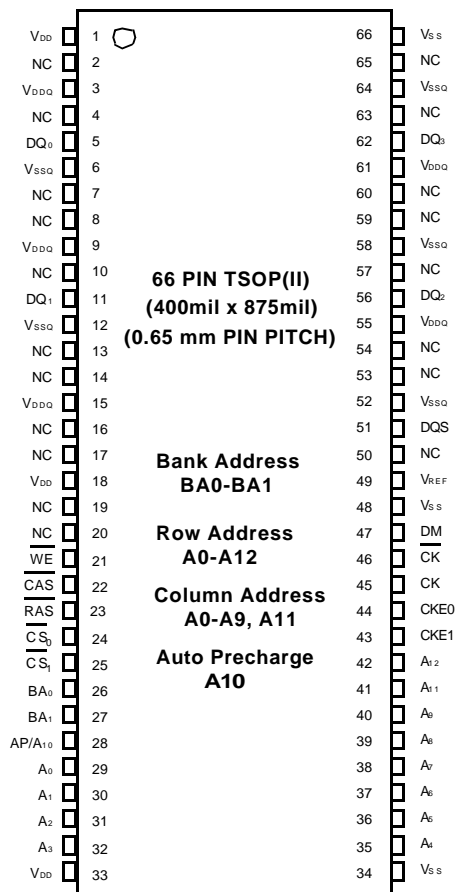 VDD 1 66 VSS
NC 2 65 NC
VDDQ 3 64 VSSQ
NC 4 63 NC
DQ0 5 62 DQ3
VSSQ 6 61 VDDQ
NC 7 60 NC
NC 8 59 NC
VDDQ 9 58 VSSQ
NC 10 57 NC
66 PIN TSOP(II)
DQ1 11 56 DQ2
(400mil x 875mil)
VSSQ 12 55 VDDQ
(0.65 mm PIN PITCH)
NC 13 54 NC
NC 14 53 NC
VDDQ 15 52 VSSQ
NC 16 51 DQS
NC 17 50 NC
Bank Address
VDD 18 49 VREF
BA0-BA1
NC 19 48 VSS
NC 20 Row Address 47 DM
WE 21 A0-A12 46 CK
CAS 22 45 CK
Column Address
RAS 23 44 CKE0
A0-A9, A11
CS0 24 43 CKE1
CS1 25 Auto Precharge 42 A12
BA0 26 A10 41 A11
BA1 27 40 A9
AP/A10 28 39 A8
A0 29 38 A7
A1 30 37 A6
A2 31 36 A5
A3 32 35 A4
VDD 33 34 VSS